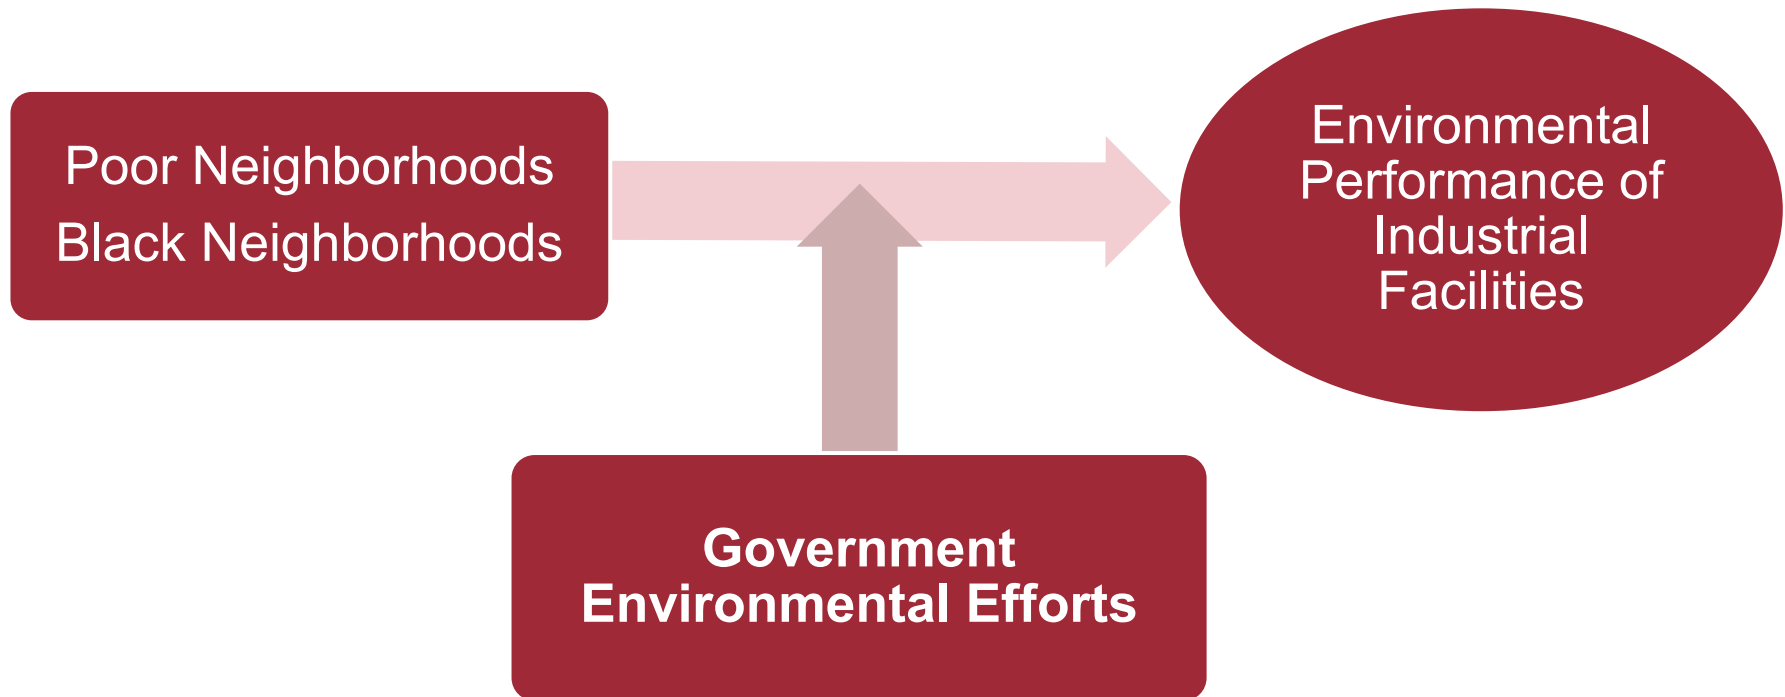 Poor Neighborhoods
Black Neighborhoods
Environmental
Performance of
Industrial
Facilities
Government
Environmental Efforts